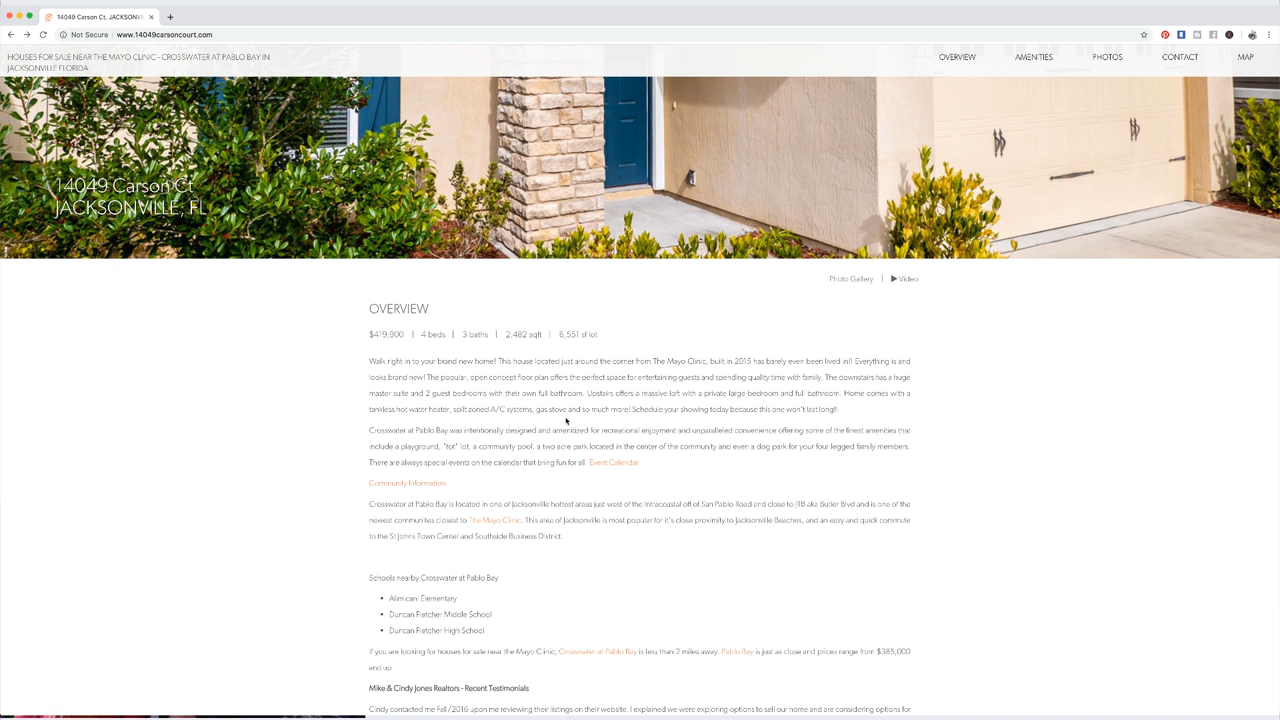 14049 Carson Ct, JACKSONVI
Not Secure www.14049carsoncourt.com
HOUSES FOR SALE NEAR THE MAYO CLINIC - CROSSWATER AT PABLO BAY IN
JACKSONVILLE FLORIDA
OVERVIEW AMENITIES PHOTOS CONTACT MAP
14049 Carson Ct
JACKSONVILLE, FL
Photo Gallery | Video
OVERVIEW
$419,900 | 4 beds | 3 baths | 2,482 sqft | 6,551 sf lot
Walk right in to your brand new home! This house located just around the corner from The Mayo Clinic, built in 2015 has barely even been lived in!! Everything is and
looks brand new! The popular, open concept floor plan offers the perfect space for entertaining guests and spending quality time with family. The downstairs has a huge
master suite and 2 guest bedrooms with their own full bathroom. Upstairs offers a massive loft with a private large bedroom and full bathroom. Home comes with a
tankless hot water heater, spilt zoned A/C systems, gas stove and so much more! Schedule your showing today because this one won't last long!!
Crosswater at Pablo Bay was intentionally designed and amenitized for recreational enjoyment and unparalleled convenience offering some of the finest amenities that
include a playground, "tot" lot, a community pool, a two acre park located in the center of the community and even a dog park for your four legged family members.
There are always special events on the calendar that bring fun for all. Event Calendar
Community Information
Crosswater at Pablo Bay is located in one of Jacksonville hottest areas just west of the Intracoastal off of San Pablo Road and close to JTB aka Butler Blvd and is one of the
newest communites closest to The Mayo Clinic. This area of Jacksonville is most popular for it's close proximity to Jacksonville Beaches, and an easy and quick commute
to the St Johns Town Center and Southside Business District.
Schools nearby Crosswater at Pablo Bay
• Alimicani Elementary
• Duncan Fletcher Middle School
• Duncan Fletcher High School
If you are looking for houses for sale near the Mayo Clinic, Crosswater at Pablo Bay is less than 2 miles away. Pablo Bay is just as close and prices range from $385,000
and up
Mike & Cindy Jones Realtors - Recent Testimonials
Cindy contacted me Fall/2016 upon me reviewing their listings on their website. I explained we were exploring options to sell our home and are considering options for